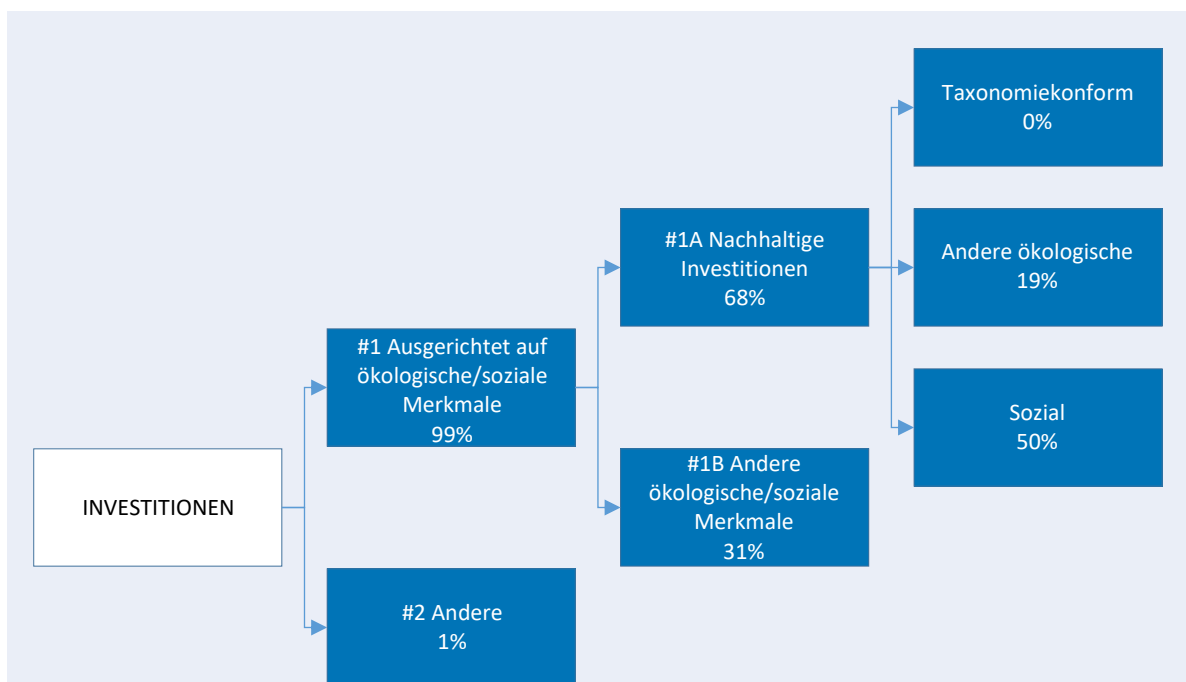 INVESTITIONEN
#1 Ausgerichtet auf
ökologische/soziale
Merkmale
99%
#2 Andere
1%
#1A Nachhaltige
Investitionen
68%
#1B Andere
ökologische/soziale
Merkmale
31%
Taxonomiekonform
0%
Andere ökologische
19%
Sozial
50%